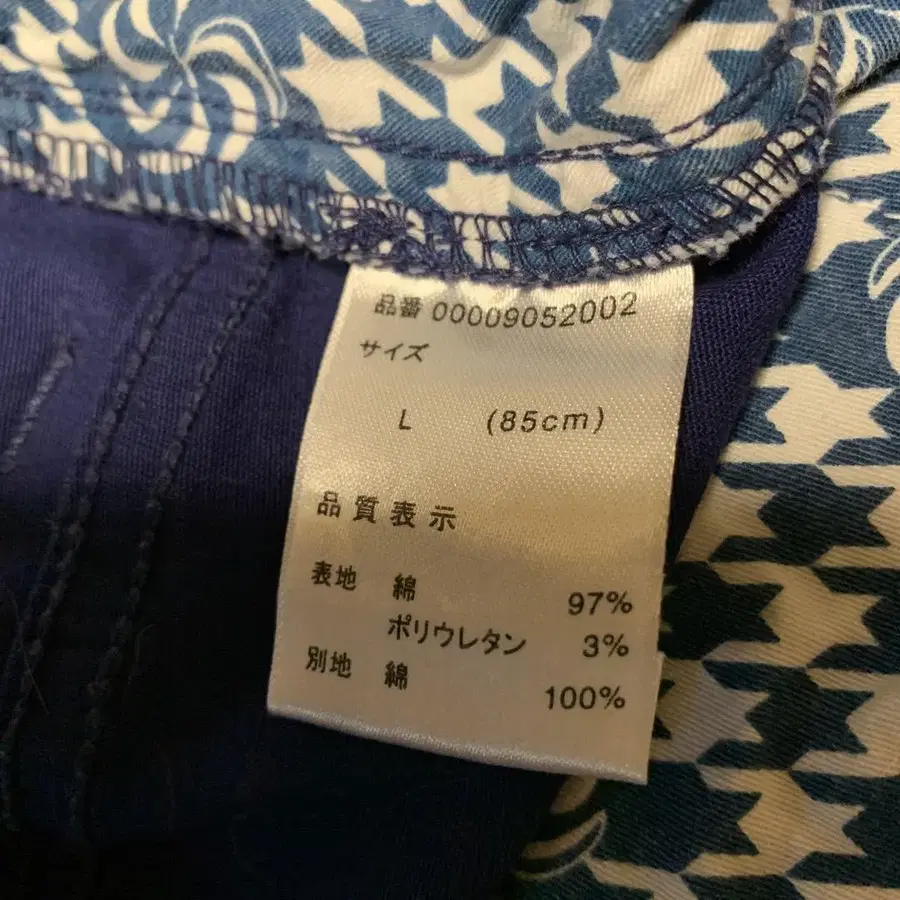 品番 00009052002
サイズ
L (85cm)
品質表示
表地 綿 97%
ポリウレタン 3%
別地 綿 100%